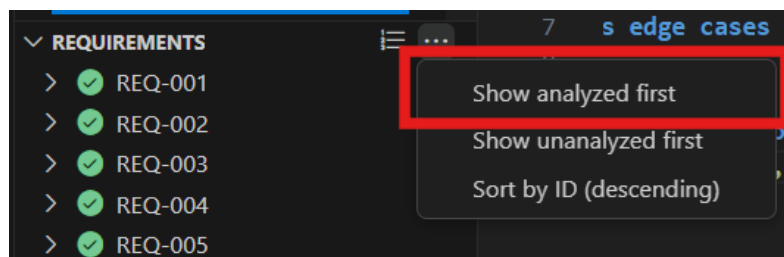 REQUIREMENTS
REQ-001
REQ-002
REQ-003
REQ-004
REQ-005
7 s edge cases
Show analyzed first
Show unanalyzed first
Sort by ID (descending)